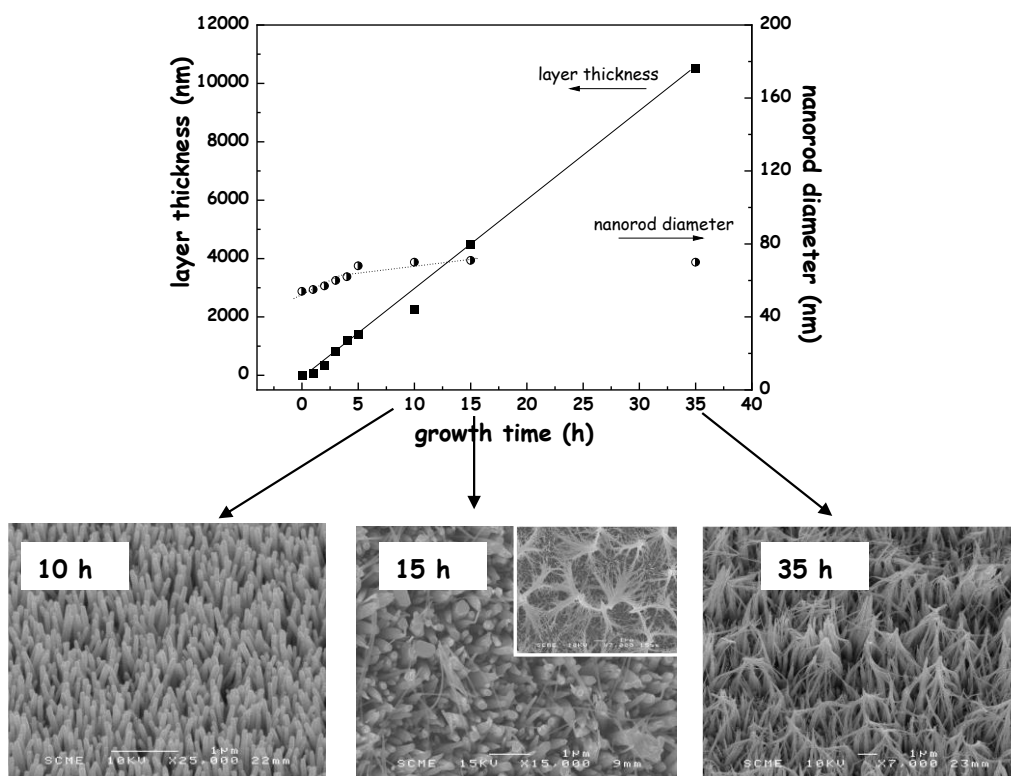 12000
10000
8000
6000
4000
2000
0
layer thickness (nm)
200
160
120
80
40
0
nanorod diameter (nm)
layer thickness
nanorod diameter
0 5 10 15 20 25 30 35 40
growth time (h)
10 h
SCME 10KV X25,000 1µm 22mm
15 h
SCME 15KV X15,000 1µm 9mm
35 h
SCME 10KV X7,000 1µm 23mm